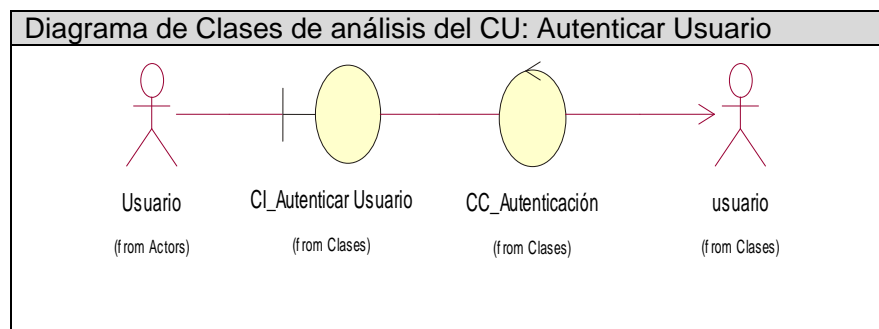 Diagrama de Clases de análisis del CU: Autenticar Usuario
Usuario CI_Autenticar Usuario CC_Autenticación usuario
(from Actors) (from Clases) (from Clases) (from Clases)